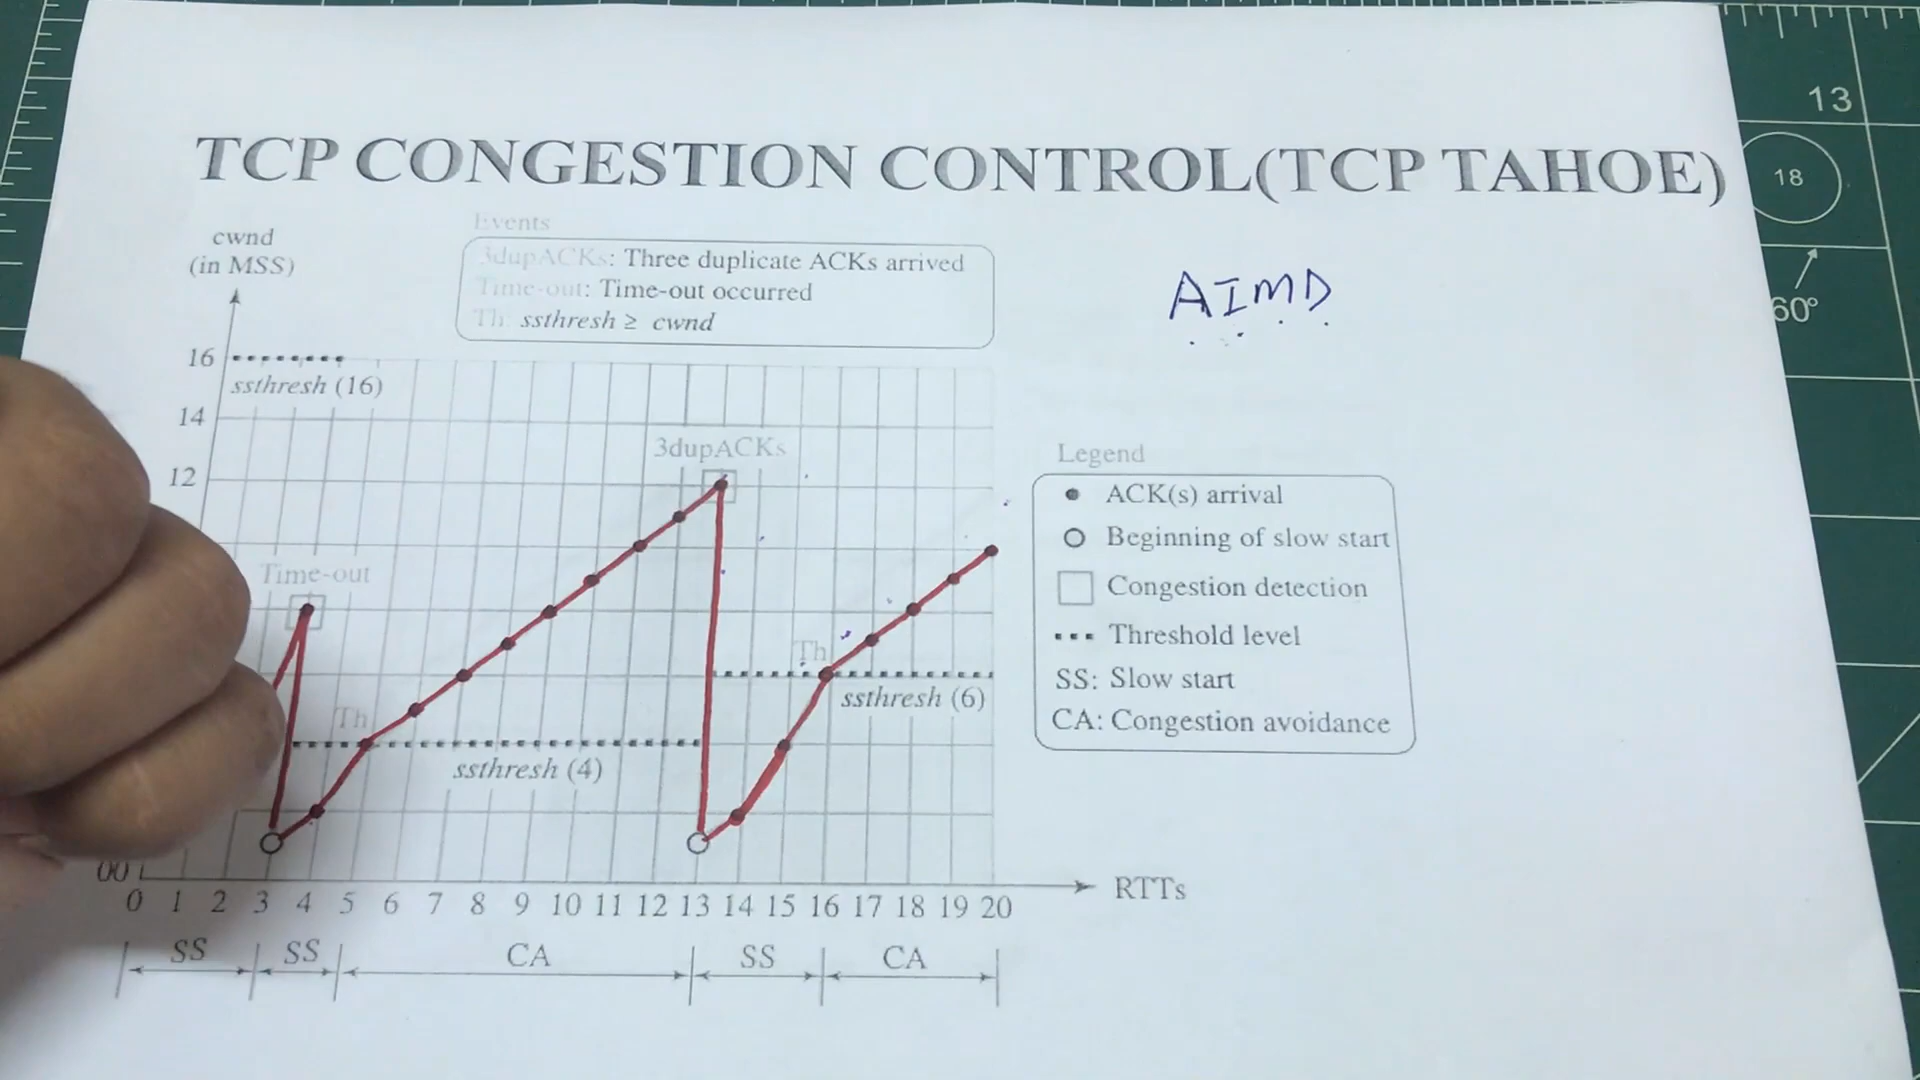 TCP CONGESTION CONTROL(TCP TAHOE)
cwnd
(in MSS)
Events
3dupACKs: Three duplicate ACKs arrived
Time-out: Time-out occurred
Th: ssthresh ≥ cwnd
AIMD
16
ssthresh (16)
14
12
3dupACKs
Time-out
Th
ssthresh (4)
Th
ssthresh (6)
Legend
ACK(s) arrival
Beginning of slow start
Congestion detection
Threshold level
SS: Slow start
CA: Congestion avoidance
00
0 1 2 3 4 5 6 7 8 9 10 11 12 13 14 15 16 17 18 19 20
RTTs
SS SS CA SS CA
13
18
60°